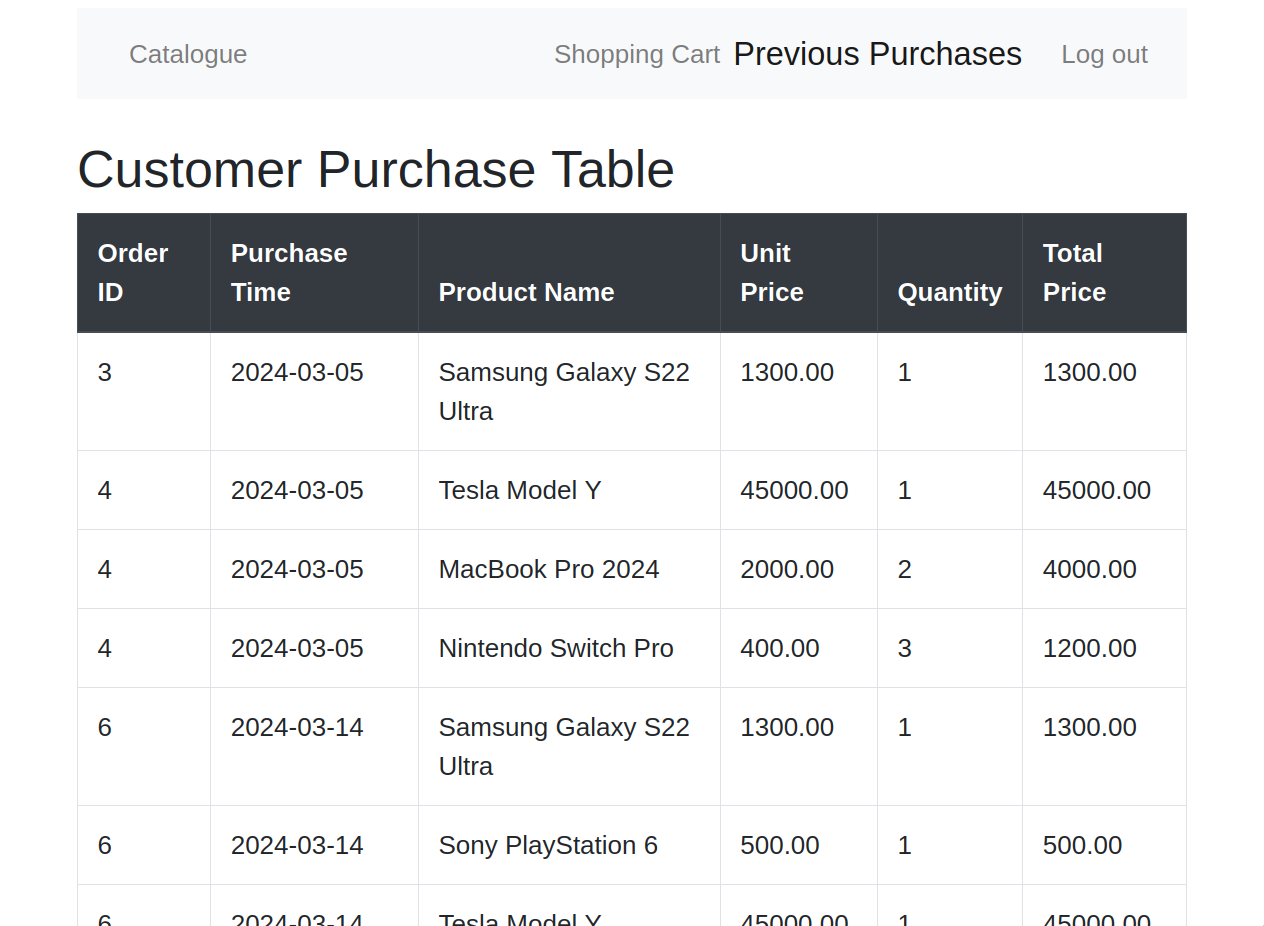 Catalogue Shopping Cart Previous Purchases Log out
Customer Purchase Table
Order ID Purchase Time Product Name Unit Price Quantity Total Price
3 2024-03-05 Samsung Galaxy S22 Ultra 1300.00 1 1300.00
4 2024-03-05 Tesla Model Y 45000.00 1 45000.00
4 2024-03-05 MacBook Pro 2024 2000.00 2 4000.00
4 2024-03-05 Nintendo Switch Pro 400.00 3 1200.00
6 2024-03-14 Samsung Galaxy S22 Ultra 1300.00 1 1300.00
6 2024-03-14 Sony PlayStation 6 500.00 1 500.00
6 2024-03-14 Tesla Model Y 45000.00 1 45000.00